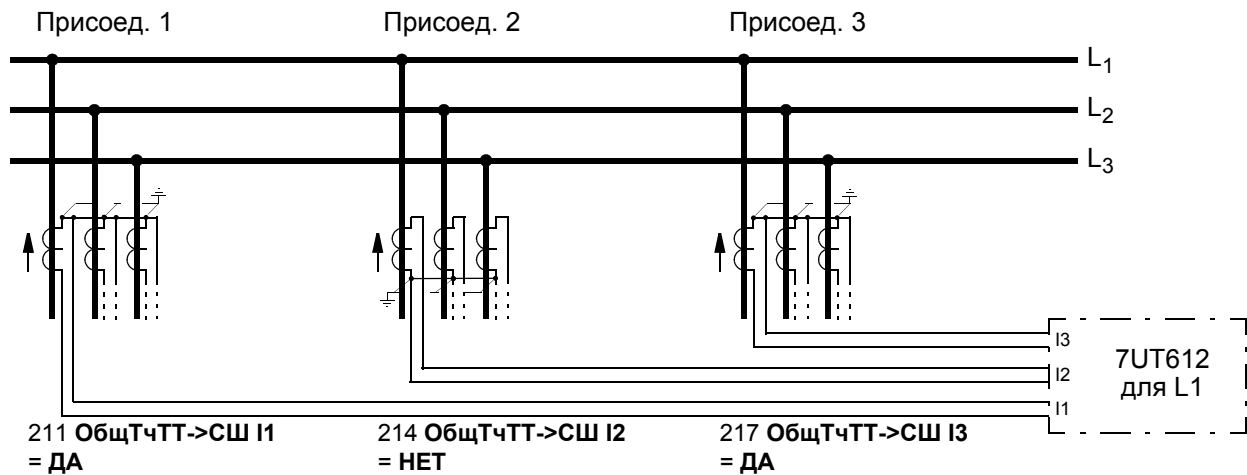 Присоед. 1
Присоед. 2
Присоед. 3
L1
L2
L3
I3
I2
I1
7UT612
для L1
211 ОбщТчТТ->СШ I1
= ДА
214 ОбщТчТТ->СШ I2
= НЕТ
217 ОбщТчТТ->СШ I3
= ДА